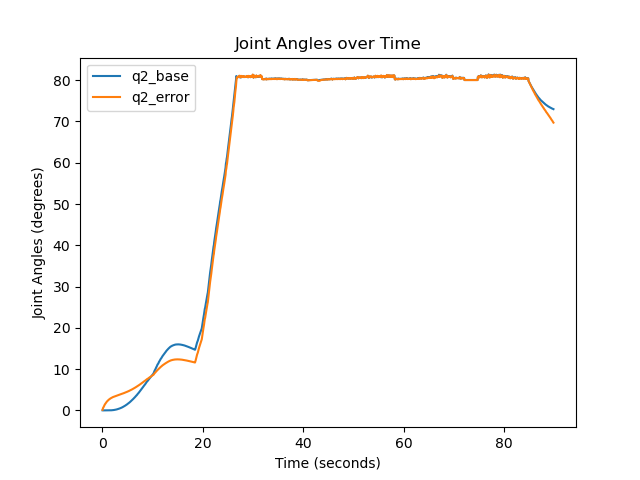 Joint Angles over Time
q2_base
q2_error
Joint Angles (degrees)
80
70
60
50
40
30
20
10
0
0 20 40 60 80
Time (seconds)